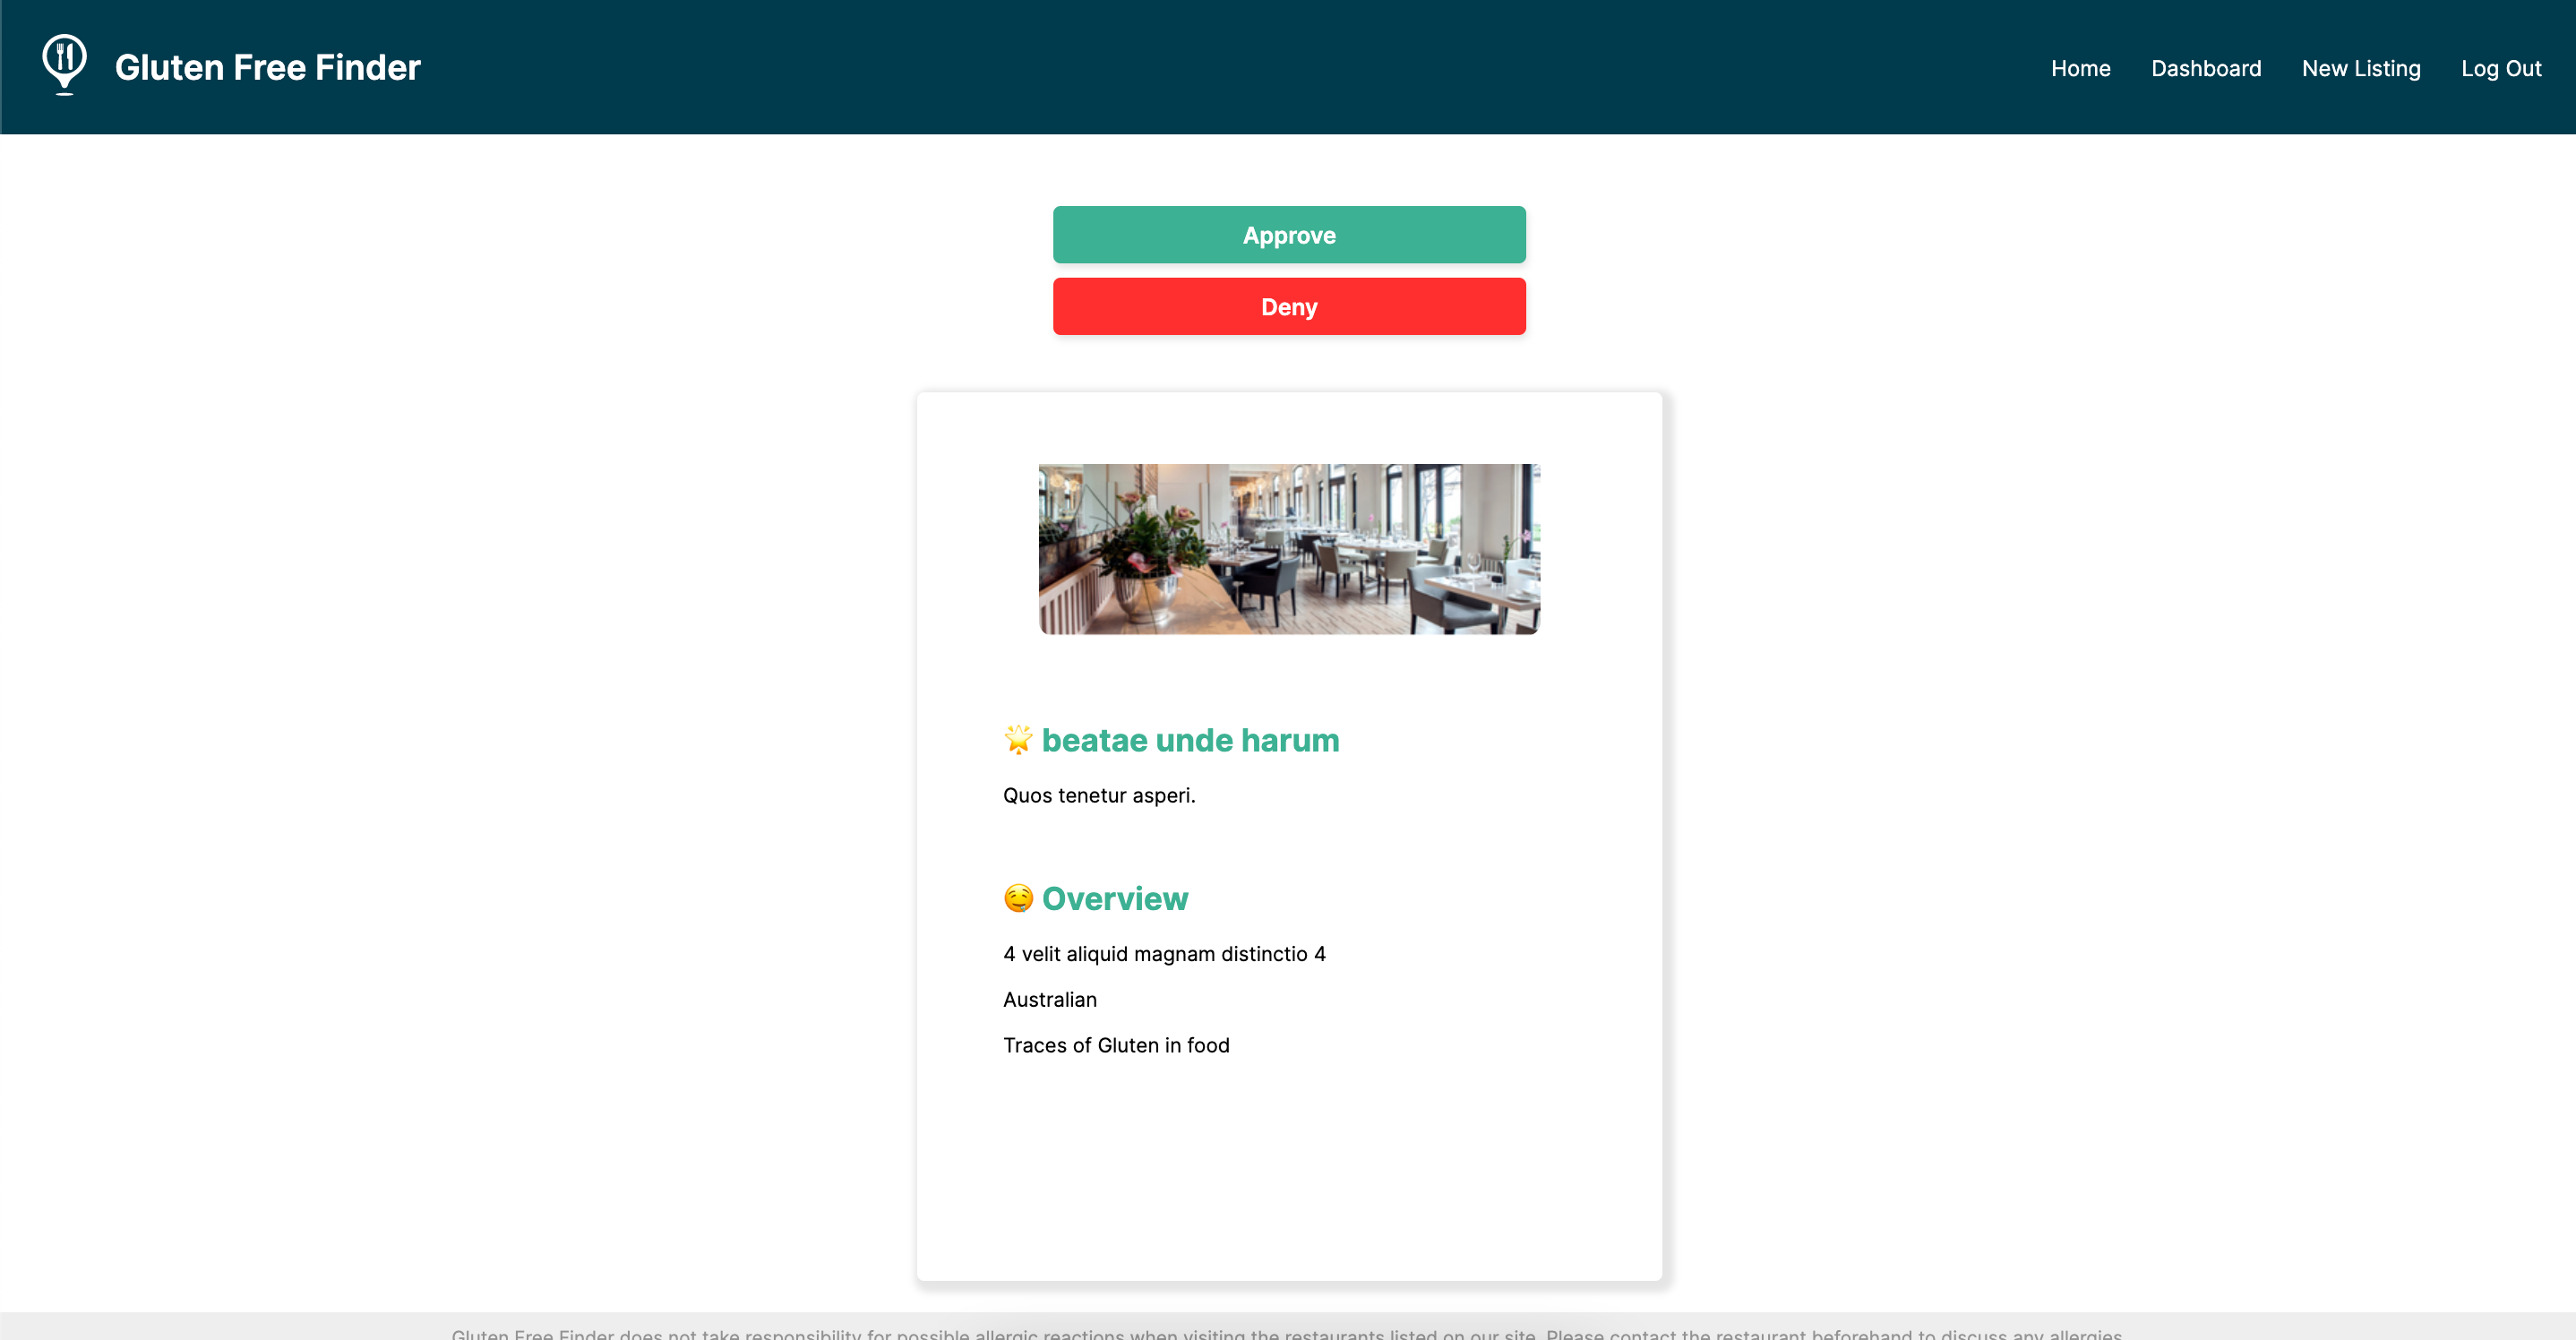 Gluten Free Finder
Home Dashboard New Listing Log Out
Approve
Deny
beatae unde harum
Quos tenetur asperi.
Overview
4 velit aliquid magnam distinctio 4
Australian
Traces of Gluten in food
Gluten Free Finder does not take responsibility for possible allergic reactions when visiting the restaurants listed on our site. Please contact the restaurant beforehand to discuss any allergies